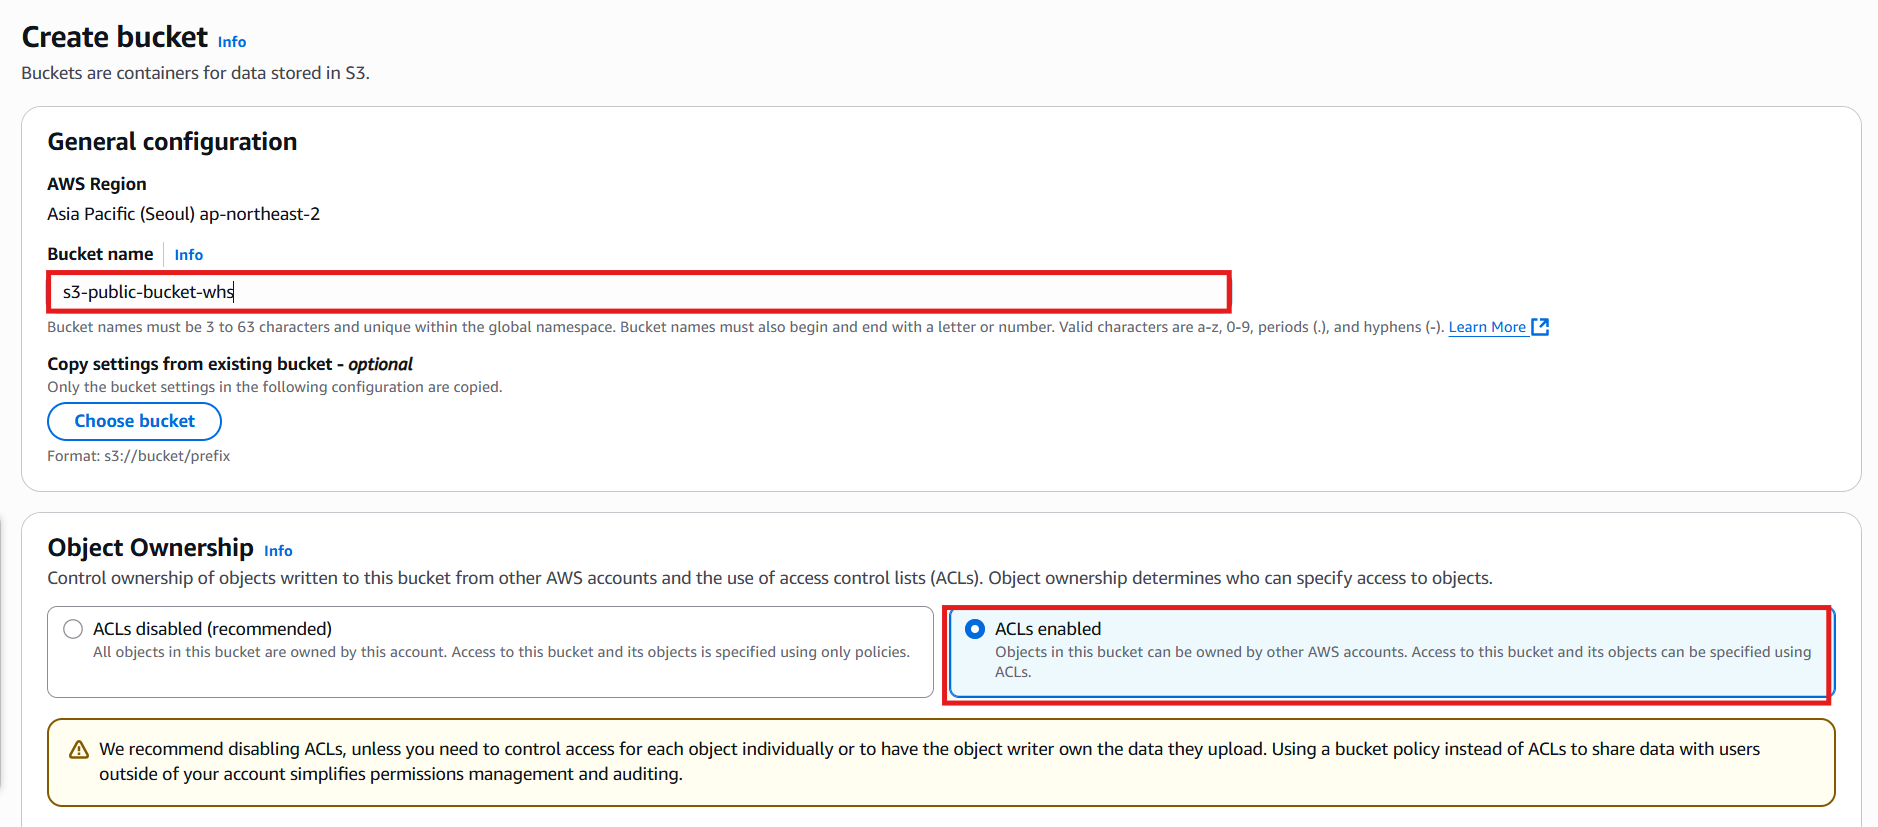 Create bucket Info
Buckets are containers for data stored in S3.
General configuration
AWS Region
Asia Pacific (Seoul) ap-northeast-2
Bucket name Info
s3-public-bucket-whs
Bucket names must be 3 to 63 characters and unique within the global namespace. Bucket names must also begin and end with a letter or number. Valid characters are a-z, 0-9, periods (.), and hyphens (-). Learn More
Copy settings from existing bucket - optional
Only the bucket settings in the following configuration are copied.
Choose bucket
Format: s3://bucket/prefix
Object Ownership Info
Control ownership of objects written to this bucket from other AWS accounts and the use of access control lists (ACLs). Object ownership determines who can specify access to objects.
ACLs disabled (recommended)
All objects in this bucket are owned by this account. Access to this bucket and its objects is specified using only policies.
ACLs enabled
Objects in this bucket can be owned by other AWS accounts. Access to this bucket and its objects can be specified using
ACLs.
We recommend disabling ACLs, unless you need to control access for each object individually or to have the object writer own the data they upload. Using a bucket policy instead of ACLs to share data with users
outside of your account simplifies permissions management and auditing.